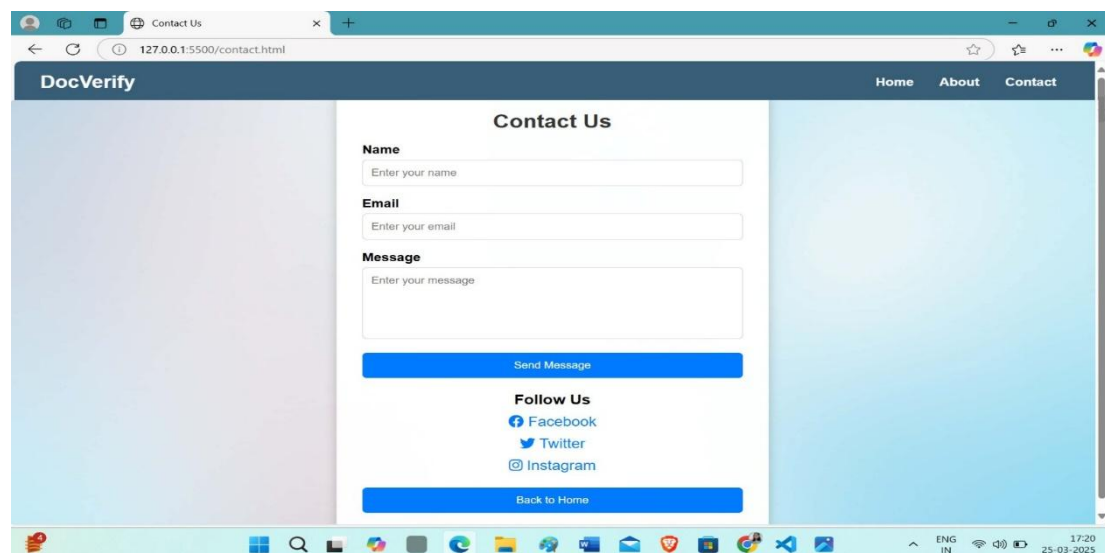 Contact Us
127.0.0.1:5500/contact.html
DocVerify
Home About Contact
Contact Us
Name
Enter your name
Email
Enter your email
Message
Enter your message
Send Message
Follow Us
Facebook
Twitter
Instagram
Back to Home
4
ENG 17:20
IN 25-03-2025